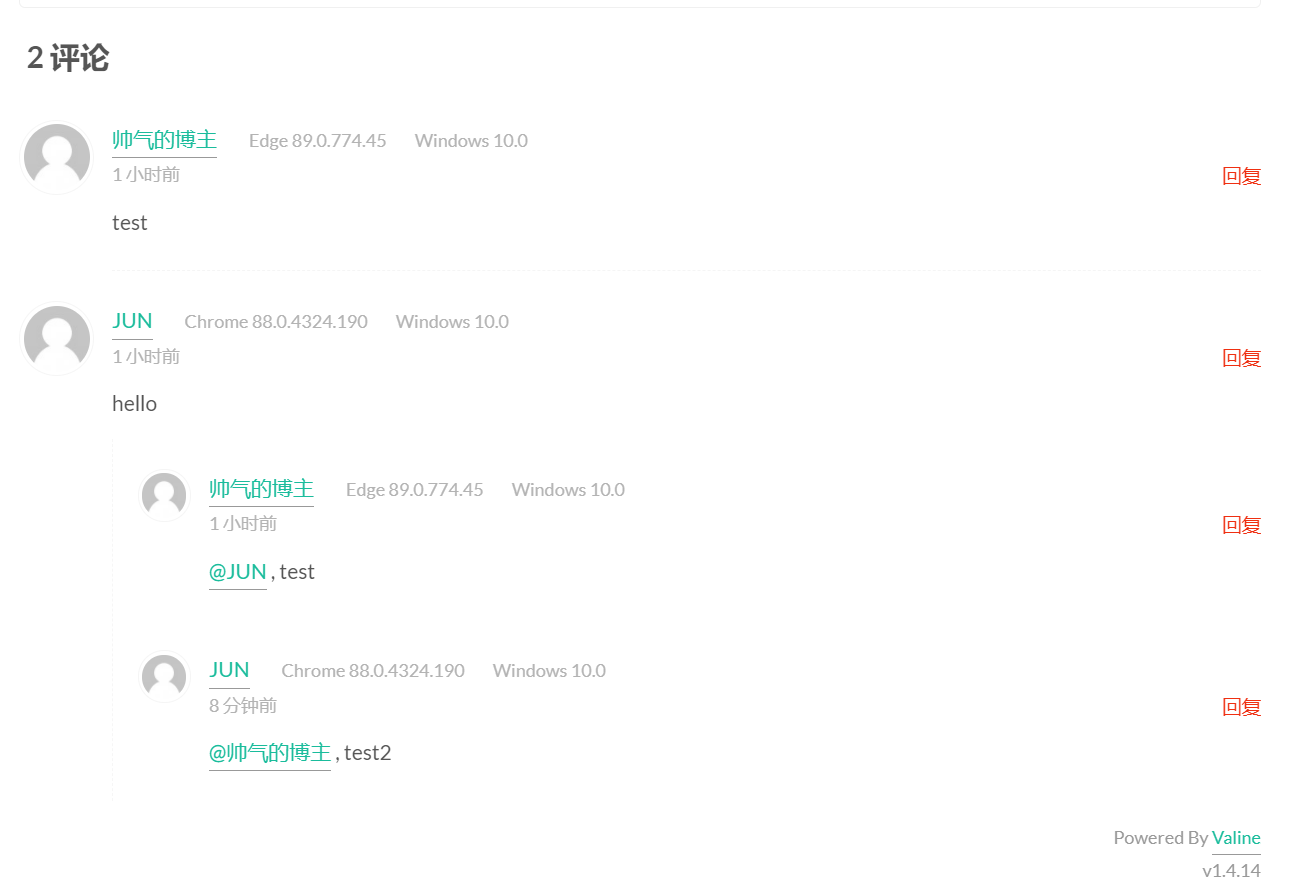 2 评论
帅气的博主 Edge 89.0.774.45 Windows 10.0
1 小时前 回复
test
JUN Chrome 88.0.4324.190 Windows 10.0
1 小时前 回复
hello
帅气的博主 Edge 89.0.774.45 Windows 10.0
1 小时前 回复
@JUN , test
JUN Chrome 88.0.4324.190 Windows 10.0
8 分钟前 回复
@帅气的博主 , test2
Powered By Valine
v1.4.14